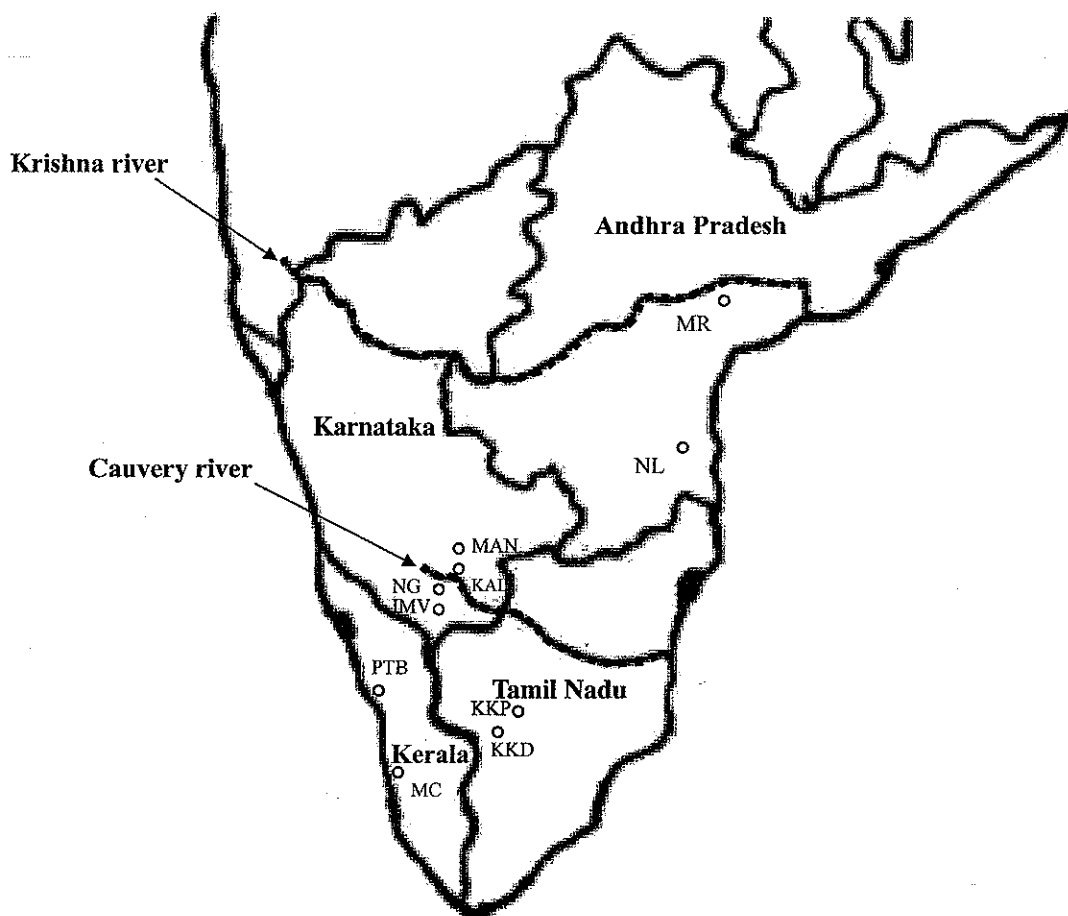 Krishna river
Andhra Pradesh
MR
Karnataka
NL
Cauvery river
MAN
KAL
NG
IMV
PTB
Tamil Nadu
KKP
KKD
Kerala
MC